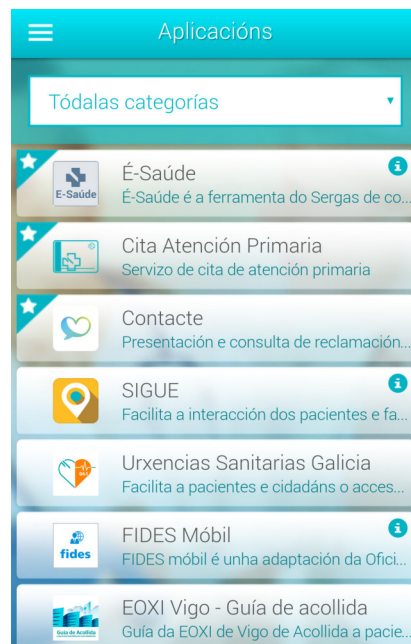 Aplicacións
Tódalas categorías
E-Saúde
É-Saúde
É-Saúde é a ferramenta do Sergas de co...
Cita Atención Primaria
Servizo de cita de atención primaria
Contacte
Presentación e consulta de reclamación...
SIGUE
Facilita a interacción dos pacientes e fa...
Urxencias Sanitarias Galicia
Facilita a pacientes e cidadáns o acces...
fides
FIDES Móbil
FIDES móbil é unha adaptación da Ofici...
Guía de Acollida
EOXI Vigo - Guía de acollida
Guía da EOXI de Vigo de Acollida a pacie...